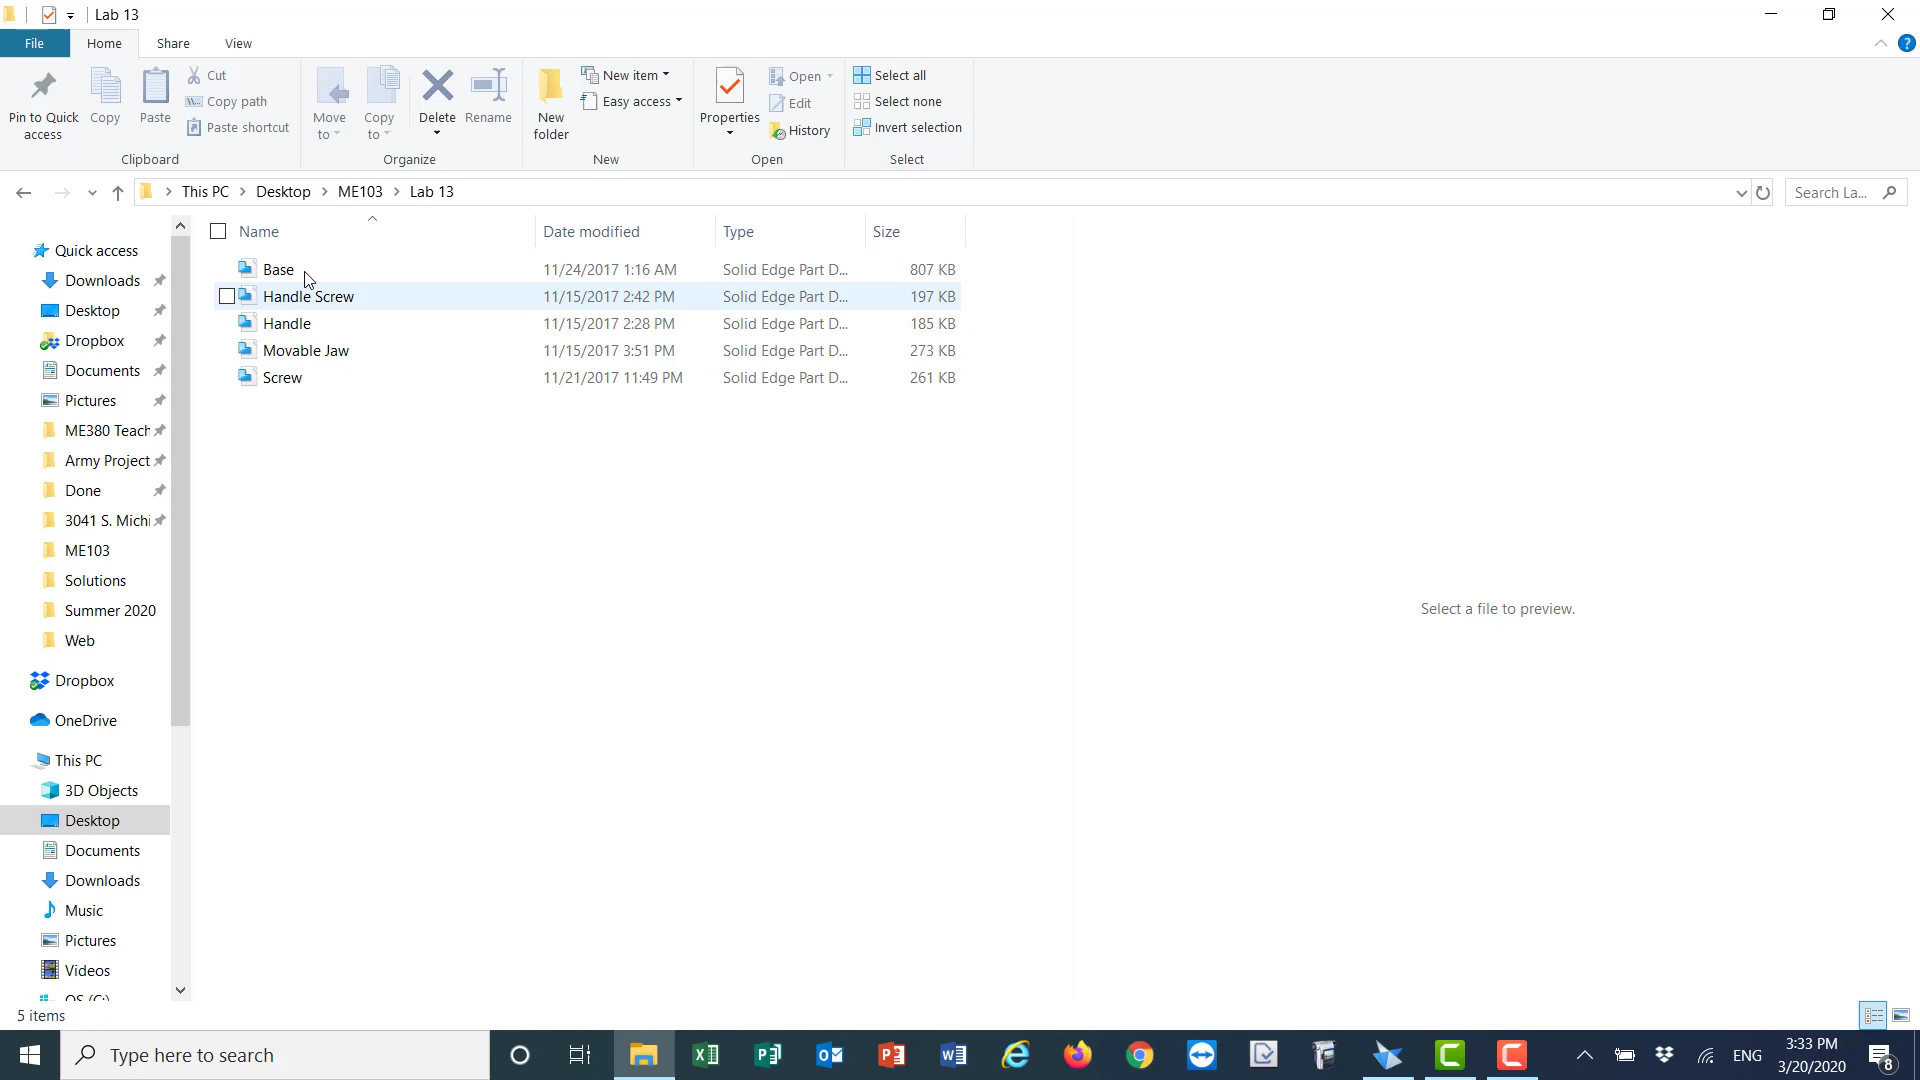 Lab 13
File Home Share View
Pin to Quick access
Copy
Paste
Cut
Copy path
Paste shortcut
Clipboard
Move to
Copy to
Delete
Rename
Organize
New folder
New item
Easy access
New
Properties
Open
Edit
History
Open
Select all
Select none
Invert selection
Select
This PC Desktop ME103 Lab 13
Search La...
Name Date modified Type Size
Base 11/24/2017 1:16 AM Solid Edge Part D... 807 KB
Handle Screw 11/15/2017 2:42 PM Solid Edge Part D... 197 KB
Handle 11/15/2017 2:28 PM Solid Edge Part D... 185 KB
Movable Jaw 11/15/2017 3:51 PM Solid Edge Part D... 273 KB
Screw 11/21/2017 11:49 PM Solid Edge Part D... 261 KB
Quick access
Downloads
Desktop
Dropbox
Documents
Pictures
ME380 Teach
Army Project
Done
3041 S. Michi
ME103
Solutions
Summer 2020
Web
Dropbox
OneDrive
This PC
3D Objects
Desktop
Documents
Downloads
Music
Pictures
Videos
OS (C:)
Select a file to preview.
5 items
Type here to search
ENG
3:33 PM
3/20/2020
8